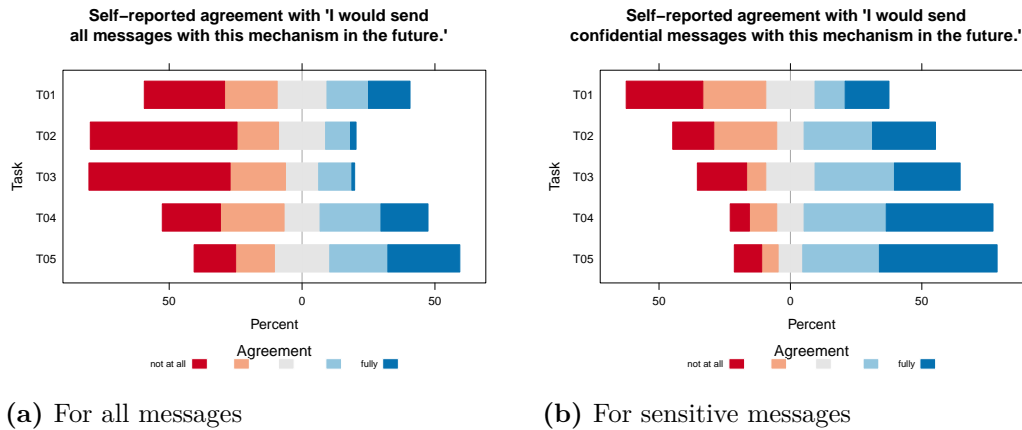 Self−reported agreement with 'I would send
all messages with this mechanism in the future.'
T01
T02
T03
T04
T05
Task
50 0 50
Percent
Agreement
not at all fully
(a) For all messages
Self−reported agreement with 'I would send
confidential messages with this mechanism in the future.'
T01
T02
T03
T04
T05
Task
50 0 50
Percent
Agreement
not at all fully
(b) For sensitive messages